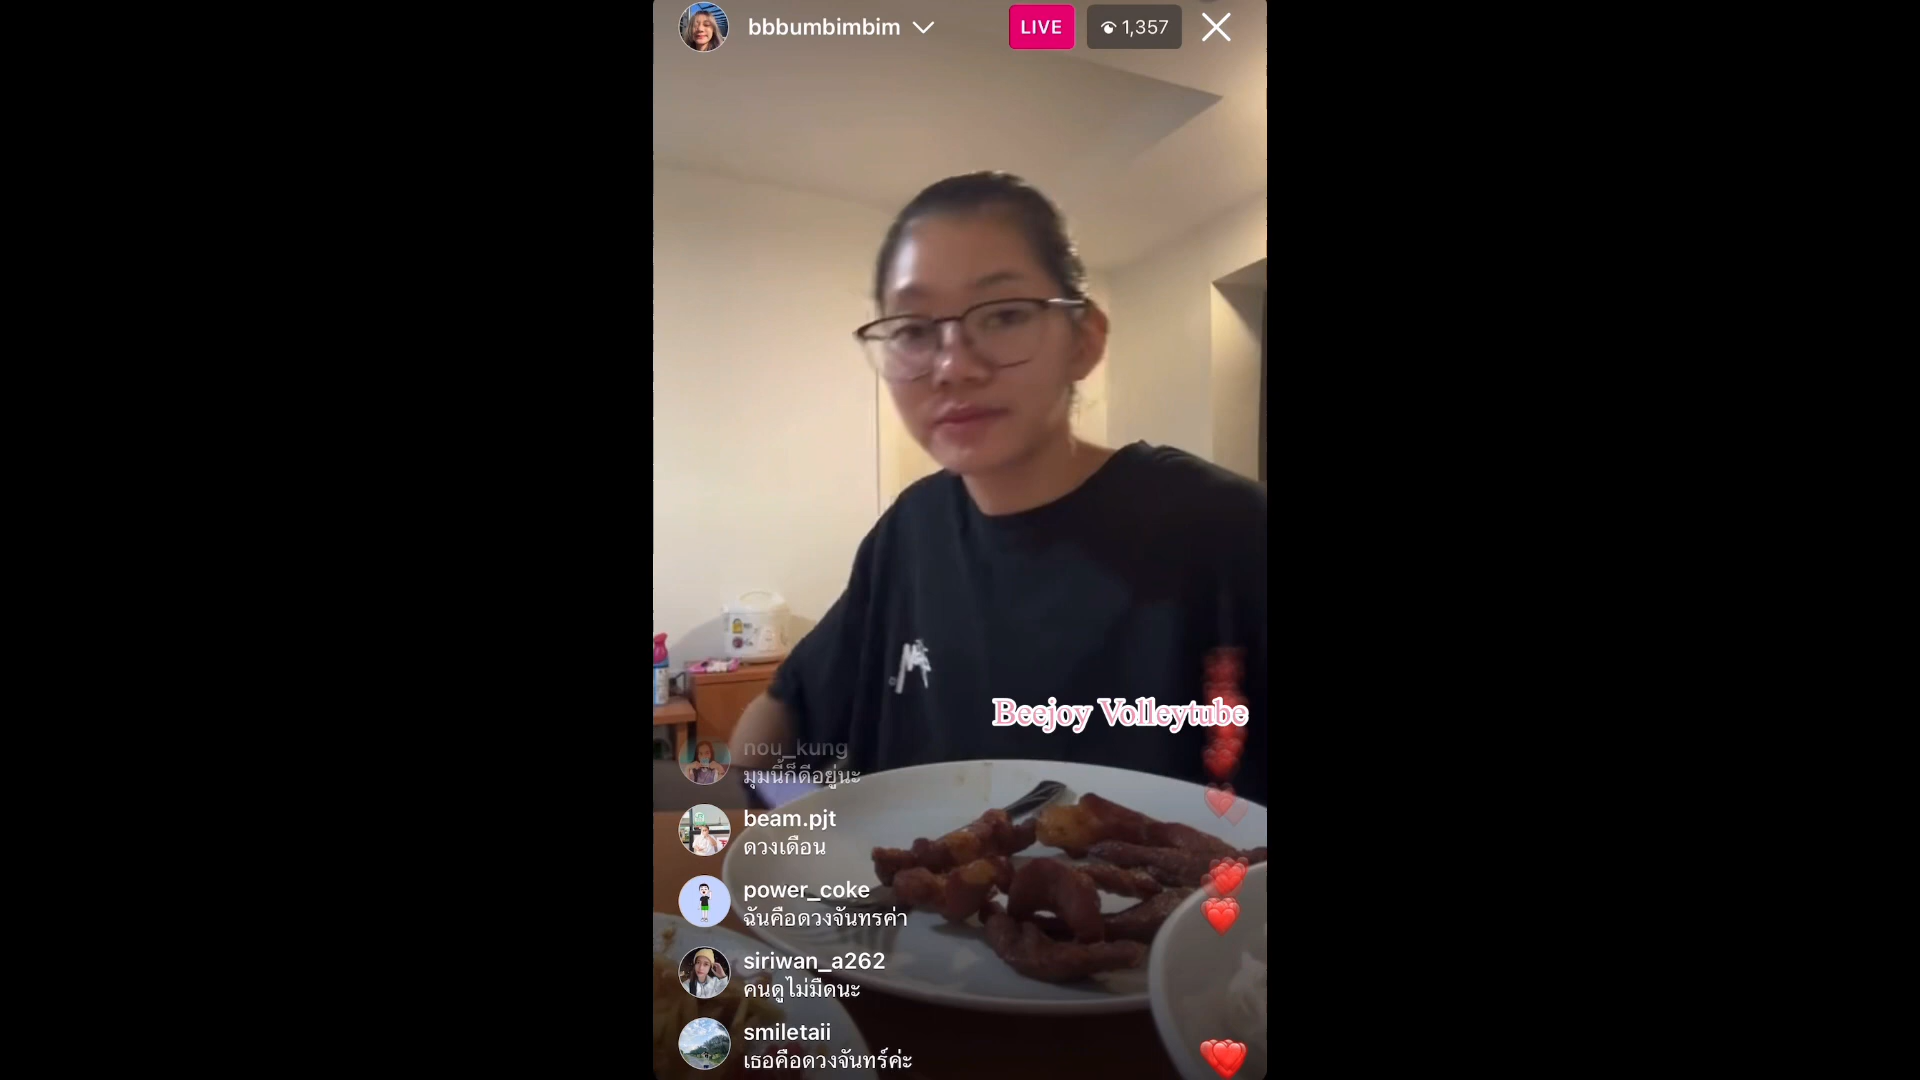 bbbumbimbim
LIVE
1,357
Beejoy Volleytube
nou_kung
มุมนี้ก็ดีอยู่นะ
beam.pjt
ดวงเดือน
power_coke
ฉันคือดวงจันทรค่า
siriwan_a262
คนดูไม่มืดนะ
smiletaii
เธอคือดวงจันทร์ค่ะ